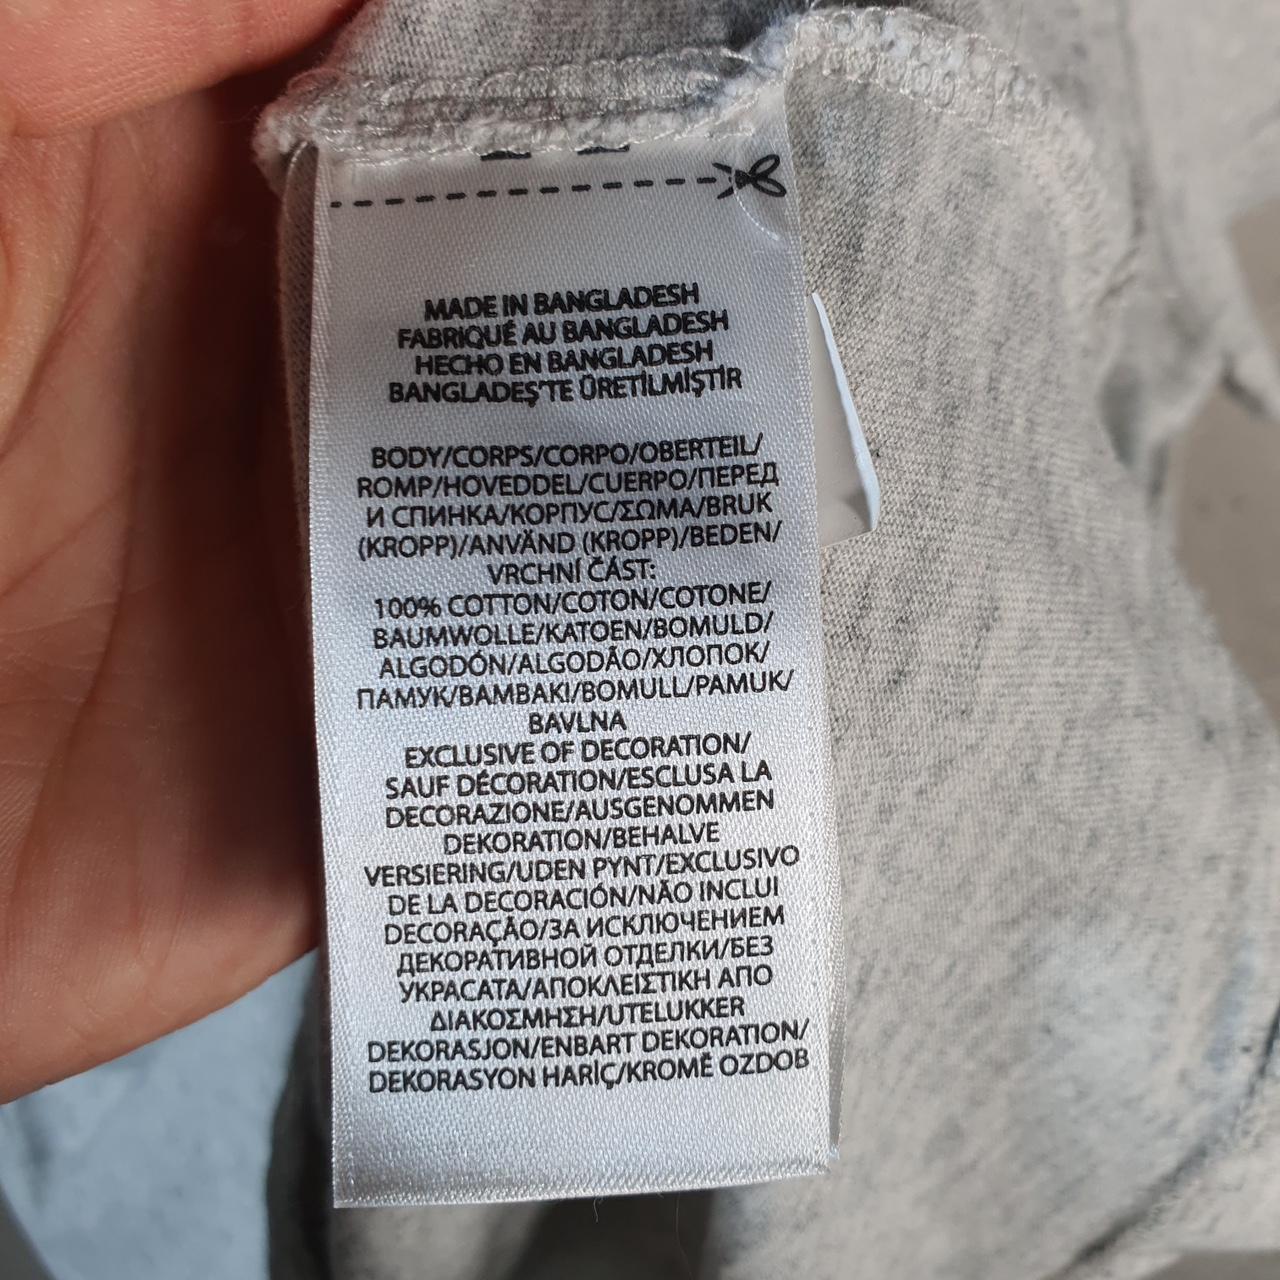 MADE IN BANGLADESH
FABRIQUÉ AU BANGLADESH
HECHO EN BANGLADESH
BANGLADEŞ'TE ÜRETİLMİŞTİR
BODY/CORPS/CORPO/OBERTEIL/
ROMP/HOVEDDEL/CUERPO/ПЕРЕД
И СПИНКА/КОРПУС/ΣΩΜΑ/BRUK
(KROPP)/ANVÄND (KROPP)/BEDEN/
VRCHNÍ ČÁST:
100% COTTON/COTON/COTONE/
BAUMWOLLE/KATOEN/BOMULD/
ALGODÓN/ALGODÃO/ХЛОПОК/
ПАМУК/BAMBAKI/BOMULL/PAMUK/
BAVLNA
EXCLUSIVE OF DECORATION/
SAUF DÉCORATION/ESCLUSA LA
DECORAZIONE/AUSGENOMMEN
DEKORATION/BEHALVE
VERSIERING/UDEN PYNT/EXCLUSIVO
DE LA DECORACIÓN/NÃO INCLUI
DECORAÇÃO/ЗА ИСКЛЮЧЕНИЕМ
ДЕКОРАТИВНОЙ ОТДЕЛКИ/БЕЗ
УКРАСАТА/ΑΠΟΚΛΕΙΣΤΙΚΗ ΑΠΟ
ΔΙΑΚΟΣΜΗΣΗ/UTELUKKER
DEKORASJON/ENBART DEKORATION/
DEKORASYON HARİÇ/KROMĚ OZDOB